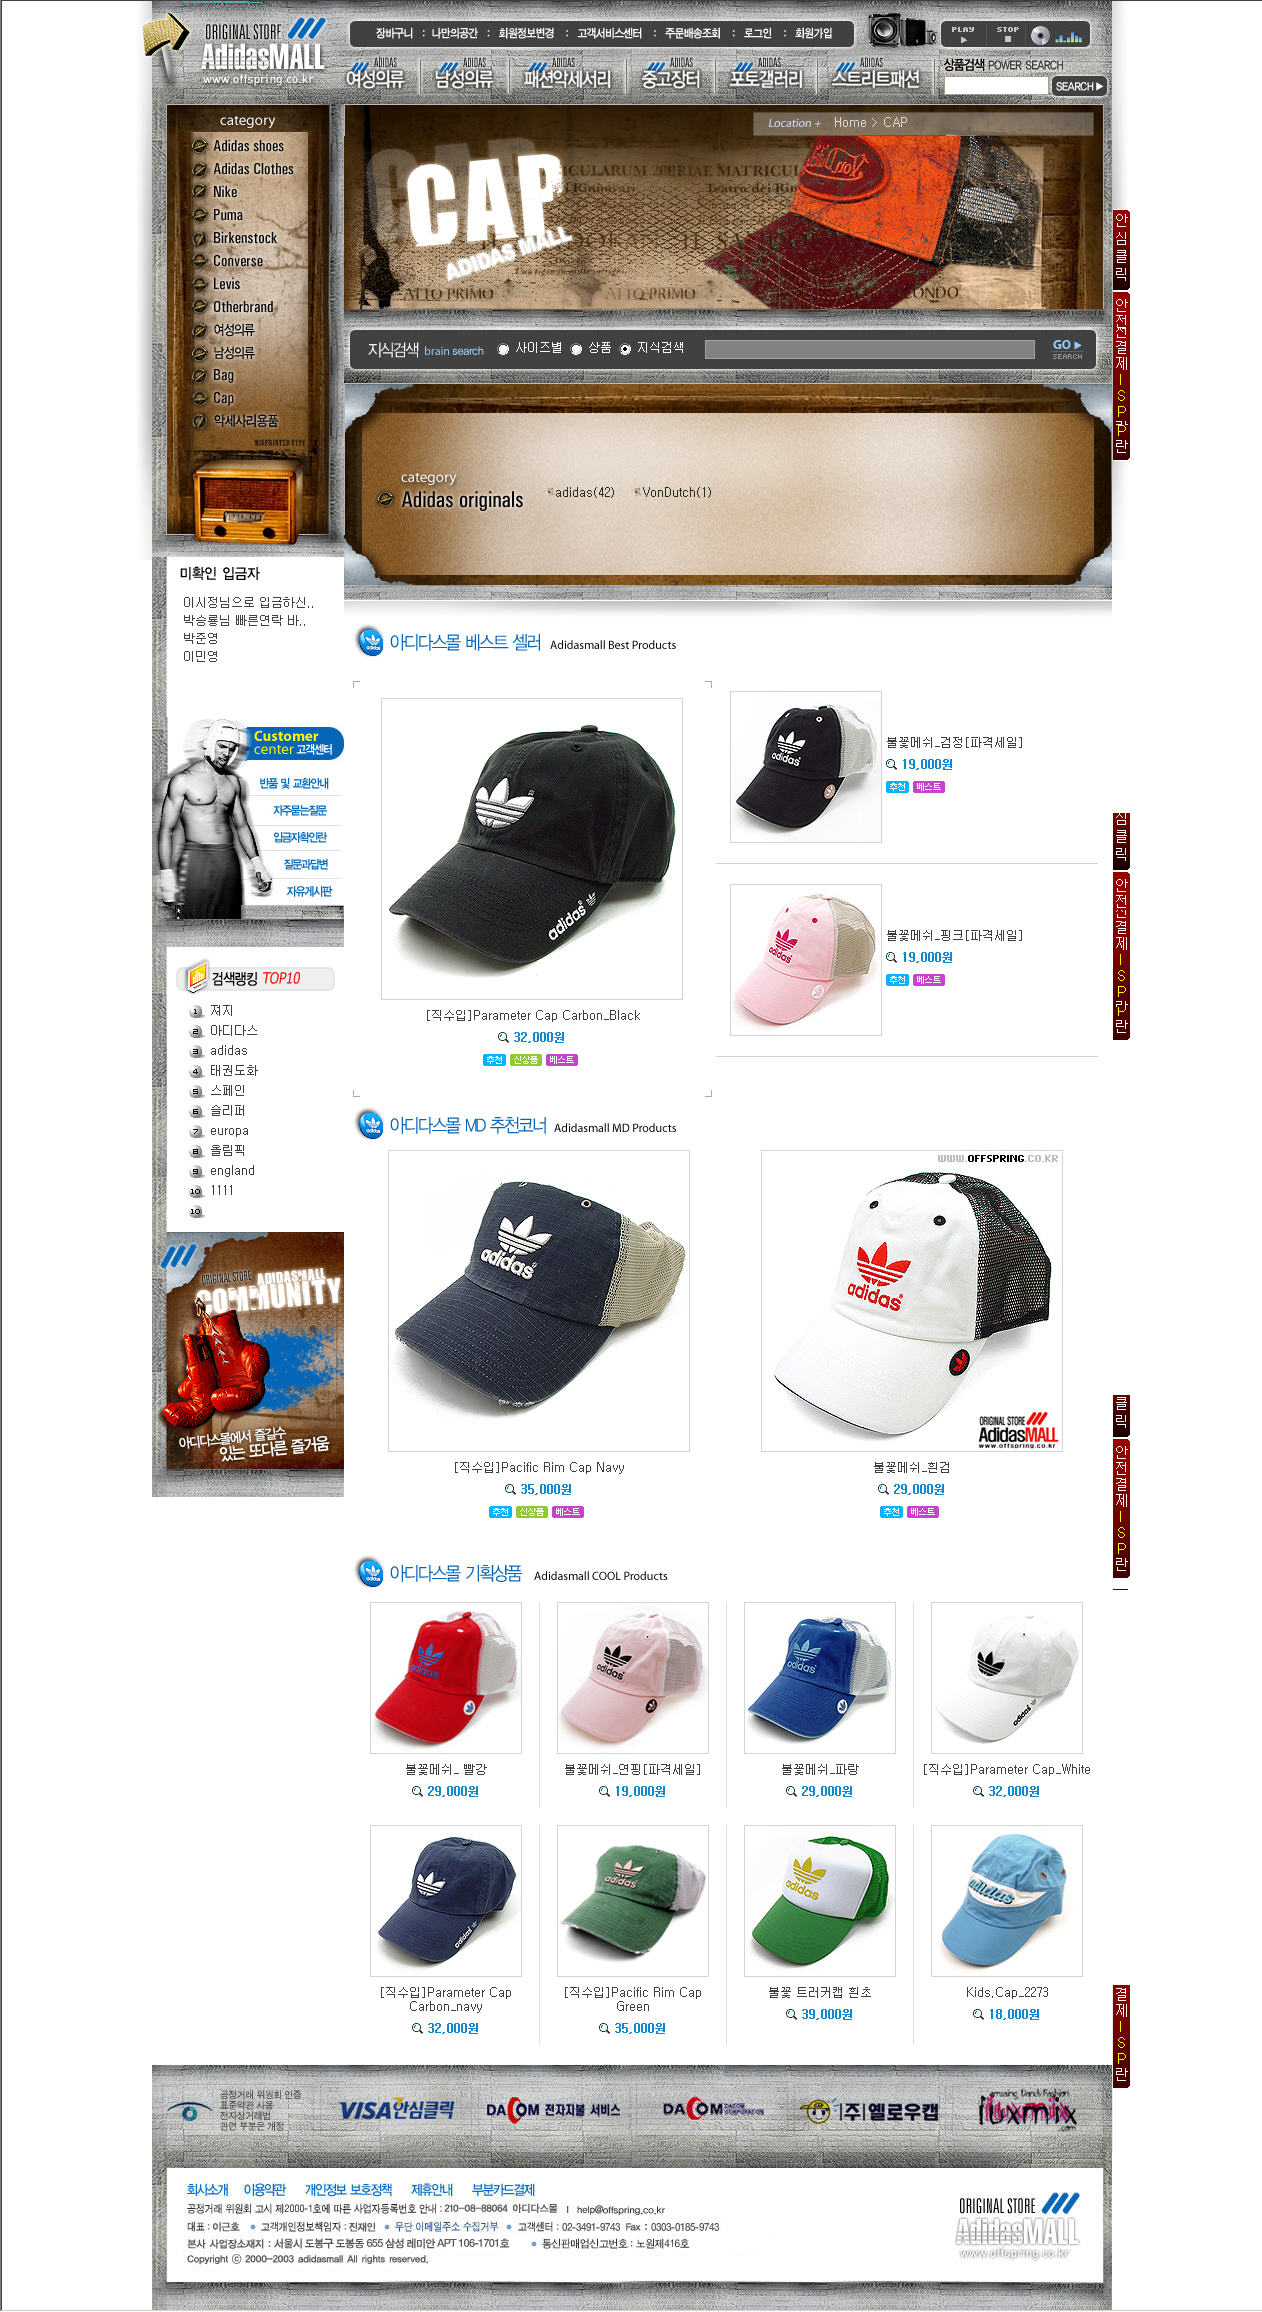 ORIGINAL STORE
AdidasMALL
www.offspring.co.kr
장바구니 : 나만의공간 : 회원정보변경 : 고객서비스센터 : 주문배송조회 : 로그인 : 회원가입
PLAY
STOP
ADIDAS 여성의류
ADIDAS 남성의류
ADIDAS 패션악세서리
ADIDAS 중고장터
ADIDAS 포토갤러리
ADIDAS 스트리트패션
상품검색 POWER SEARCH
SEARCH
category
Adidas shoes
Adidas Clothes
Nike
Puma
Birkenstock
Converse
Levis
Otherbrand
여성의류
남성의류
Bag
Cap
악세사리용품
MISPRINTED TYPE
Location + Home > CAP
CAP
ADIDAS MALL
Von Dutch
지식검색 brain search 사이즈별 상품 지식검색
GO
SEARCH
category
Adidas originals
adidas(42) VonDutch(1)
미확인 입금자
이시정님으로 입금하신..
박승룡님 빠른연락 바..
박준영
이민영
Customer
center 고객센터
반품 및 교환안내
자주묻는질문
입금자확인란
질문과답변
자유게시판
검색랭킹 TOP10
1 져지
2 아디다스
3 adidas
4 태권도화
5 스페인
6 슬리퍼
7 europa
8 올림픽
9 england
10 1111
10
ORIGINAL STORE ADIDASMALL
COMMUNITY
아디다스몰에서 즐길수
있는 또다른 즐거움
아디다스몰 베스트 셀러 Adidasmall Best Products
[직수입]Parameter Cap Carbon_Black
32,000원
추천 신상품 베스트
불꽃메쉬_검정[파격세일]
19,000원
추천 베스트
불꽃메쉬_핑크[파격세일]
19,000원
추천 베스트
아디다스몰 MD 추천코너 Adidasmall MD Products
WWW.OFFSPRING.CO.KR
ORIGINAL STORE
AdidasMALL
www.offspring.co.kr
[직수입]Pacific Rim Cap Navy
35,000원
추천 신상품 베스트
불꽃메쉬_흰검
29,000원
추천 베스트
아디다스몰 기획상품 Adidasmall COOL Products
불꽃메쉬_ 빨강
29,000원
불꽃메쉬_연핑[파격세일]
19,000원
불꽃메쉬_파랑
29,000원
[직수입]Parameter Cap_White
32,000원
[직수입]Parameter Cap
Carbon_navy
32,000원
[직수입]Pacific Rim Cap
Green
35,000원
불꽃 트러커캡 흰초
39,000원
Kids.Cap_2273
18,000원
안심클릭
안전결제ISP란
공정거래 위원회 인증
표준약관 사용
전자상거래법
관련 부분은 개정
VISA안심클릭
DACOM 전자지불 서비스
DACOM
(주)옐로우캡
iluxmix
회사소개 이용약관 개인정보 보호정책 제휴안내 부분카드결제
공정거래 위원회 고시 제2000-1호에 따른 사업자등록번호 안내 : 210-08-88064 아디다스몰 | help@offspring.co.kr
대표 : 이근호 고객개인정보책임자 : 진재인 무단 이메일주소 수집거부 고객센터 : 02-3491-9743 Fax : 0303-0185-9743
본사 사업장소재지 : 서울시 도봉구 도봉동 655 삼성 레미안 APT 106-1701호 통신판매업신고번호 : 노원제416호
Copyright ⓒ 2000-2003 adidasmall All rights reserved.
ORIGINAL STORE
AdidasMALL
www.offspring.co.kr